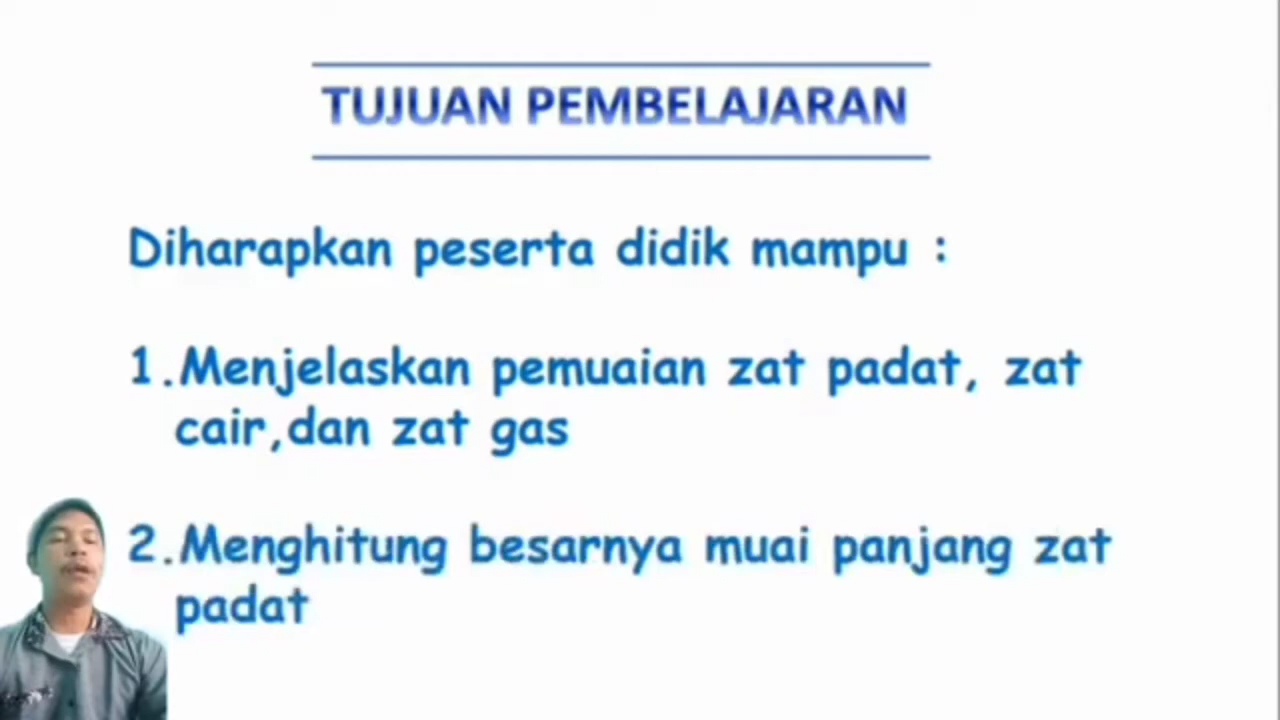 TUJUAN PEMBELAJARAN
Diharapkan peserta didik mampu :
1.Menjelaskan pemuaian zat padat, zat
cair,dan zat gas
2.Menghitung besarnya muai panjang zat
padat